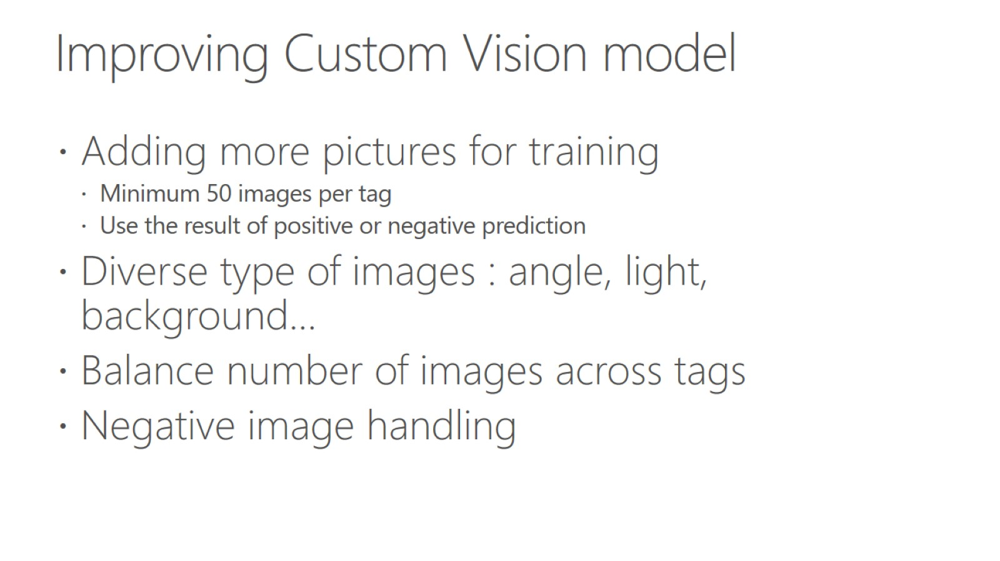 Improving Custom Vision model
· Adding more pictures for training
· Minimum 50 images per tag
· Use the result of positive or negative prediction
· Diverse type of images : angle, light,
background...
· Balance number of images across tags
· Negative image handling